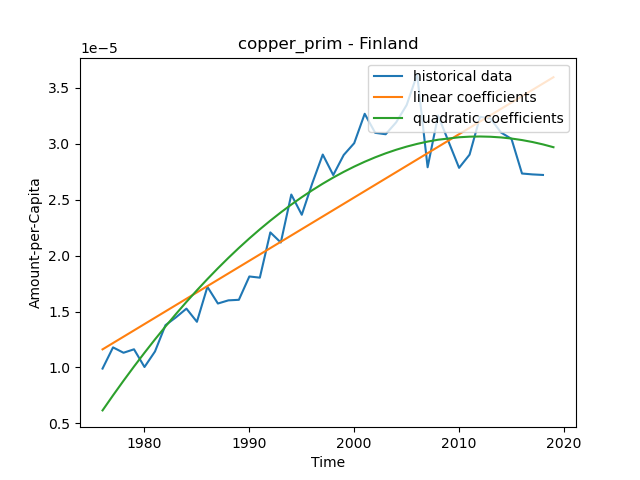 copper_prim - Finland
1e−5
historical data
linear coefficients
quadratic coefficients
3.5
3.0
2.5
2.0
1.5
1.0
0.5
Amount-per-Capita
1980
1990
2000
2010
2020
Time